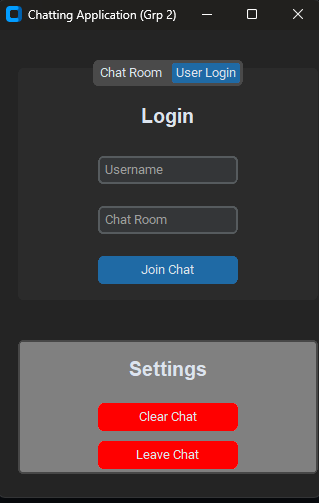 Chatting Application (Grp 2)
Chat Room User Login
Login
Username
Chat Room
Join Chat
Settings
Clear Chat
Leave Chat